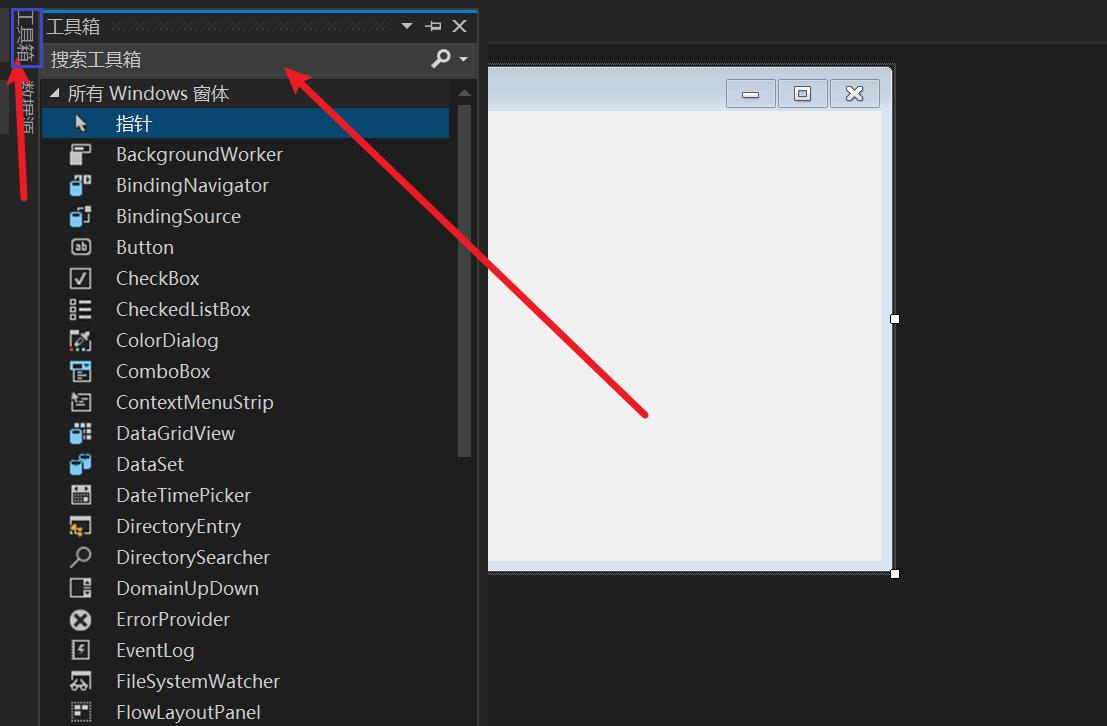 工具箱
数据源
工具箱
搜索工具箱
所有 Windows 窗体
指针
BackgroundWorker
BindingNavigator
BindingSource
Button
CheckBox
CheckedListBox
ColorDialog
ComboBox
ContextMenuStrip
DataGridView
DataSet
DateTimePicker
DirectoryEntry
DirectorySearcher
DomainUpDown
ErrorProvider
EventLog
FileSystemWatcher
FlowLayoutPanel